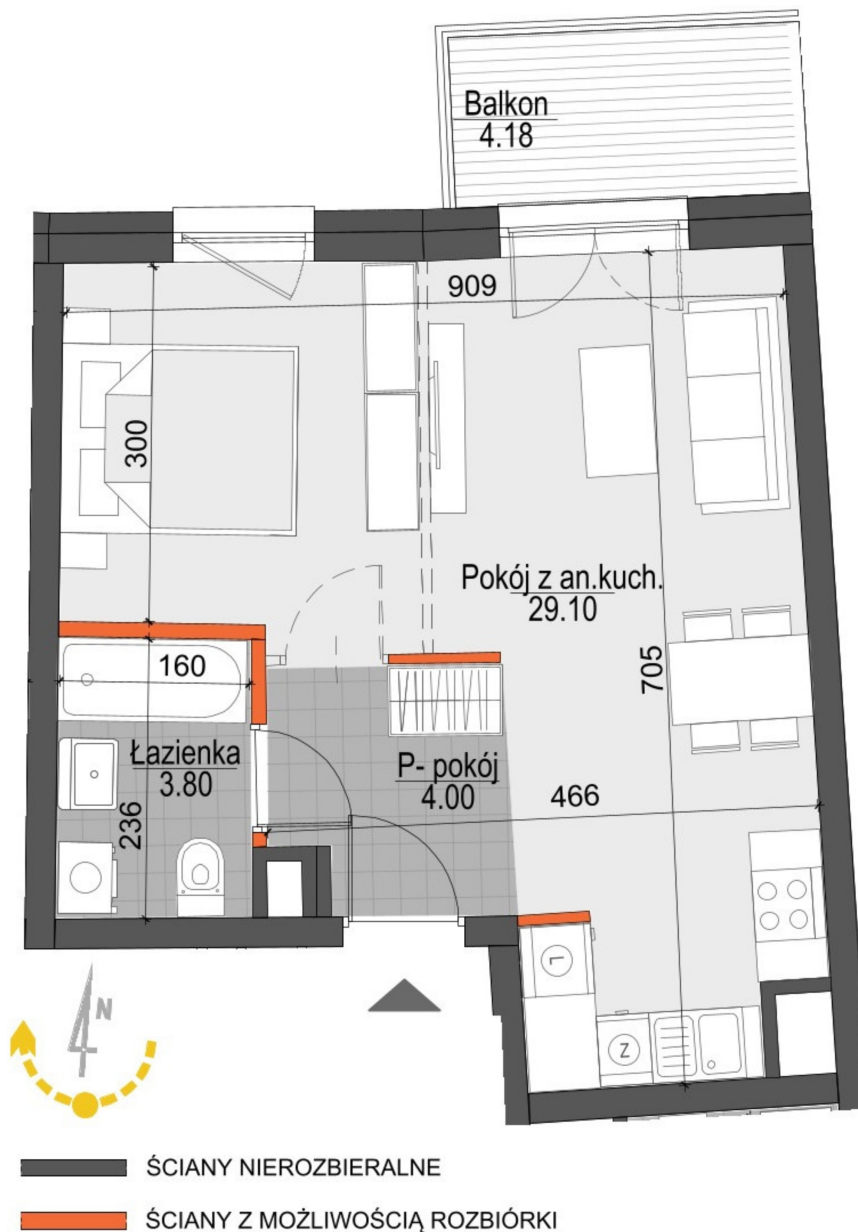 Balkon
4.18
909
300
Pokój z an.kuch.
29.10
160
705
Łazienka
3.80
P- pokój
4.00
466
236
L
Z
N
ŚCIANY NIEROZBIERALNE
ŚCIANY Z MOŻLIWOŚCIĄ ROZBIÓRKI